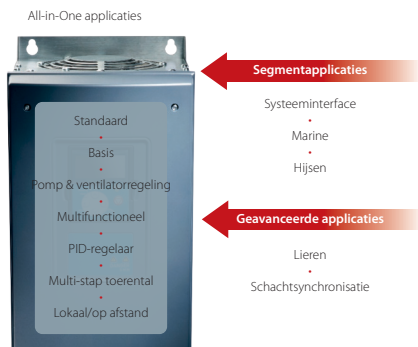 All-in-One applicaties
Standaard
Basis
Pomp & ventilatorregeling
Multifunctioneel
PID-regelaar
Multi-stap toerental
Lokaal/op afstand
Segmentapplicaties
Systeeminterface
Marine
Hijsen
Geavanceerde applicaties
Lieren
Schachtsynchronisatie